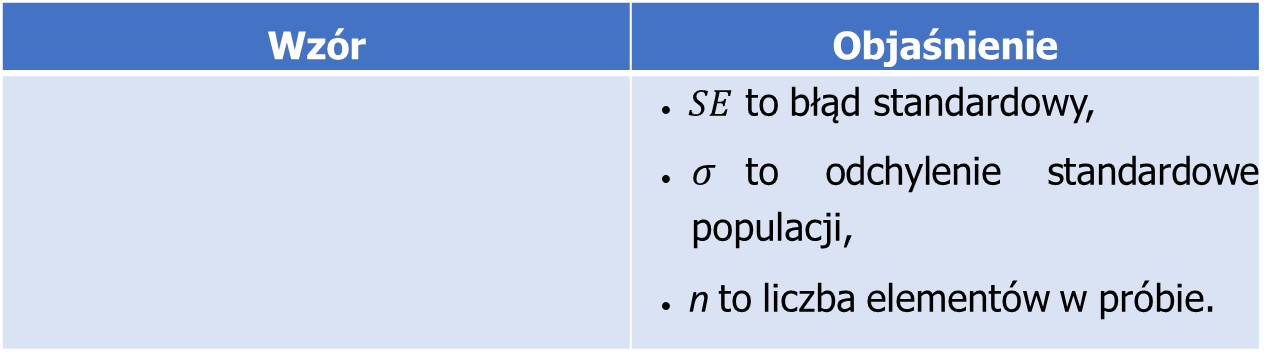 Wzór
Objaśnienie
• 𝑆𝐸 to błąd standardowy,
• 𝜎 to odchylenie standardowe
populacji,
• n to liczba elementów w próbie.